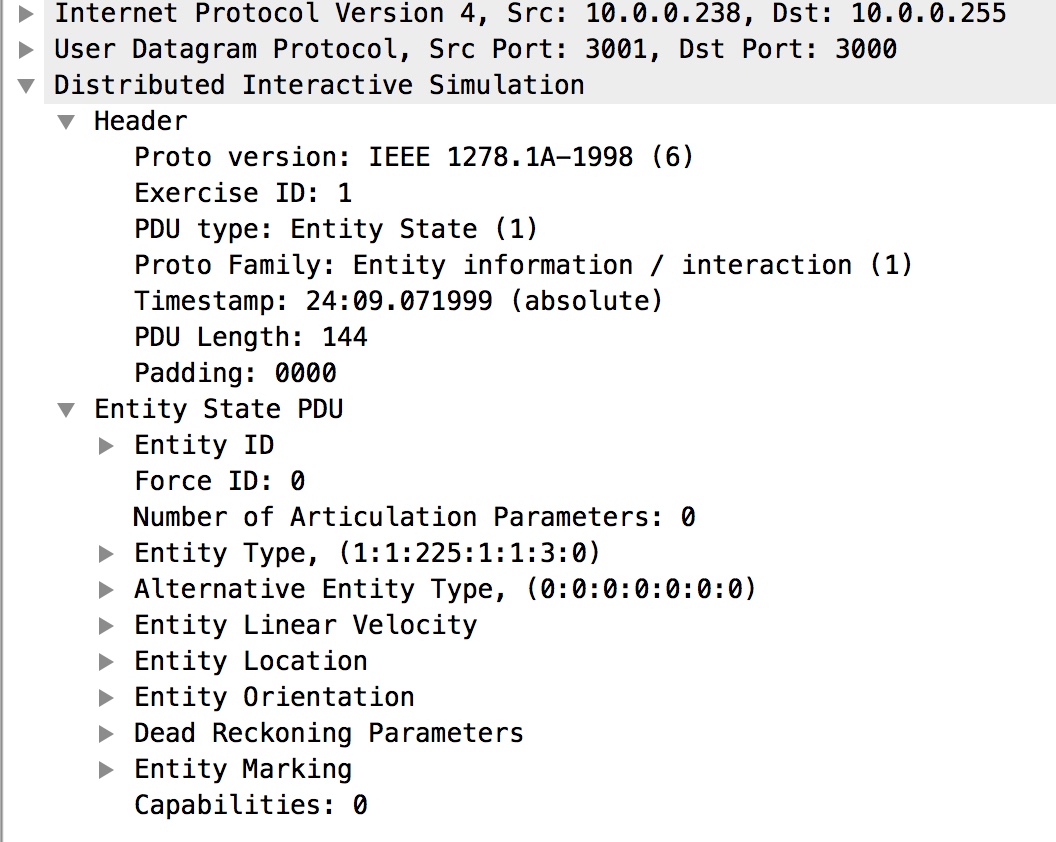 Internet Protocol Version 4, Src: 10.0.0.238, Dst: 10.0.0.255
User Datagram Protocol, Src Port: 3001, Dst Port: 3000
Distributed Interactive Simulation
Header
Proto version: IEEE 1278.1A-1998 (6)
Exercise ID: 1
PDU type: Entity State (1)
Proto Family: Entity information / interaction (1)
Timestamp: 24:09.071999 (absolute)
PDU Length: 144
Padding: 0000
Entity State PDU
Entity ID
Force ID: 0
Number of Articulation Parameters: 0
Entity Type, (1:1:225:1:1:3:0)
Alternative Entity Type, (0:0:0:0:0:0:0)
Entity Linear Velocity
Entity Location
Entity Orientation
Dead Reckoning Parameters
Entity Marking
Capabilities: 0